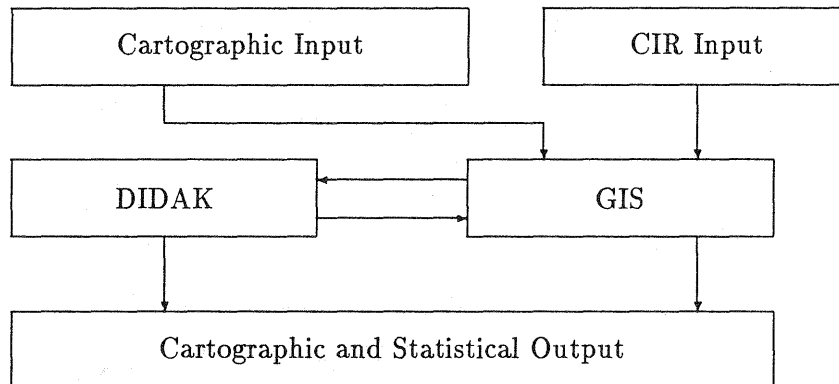 Cartographic Input
CIR Input
DIDAK
GIS
Cartographic and Statistical Output